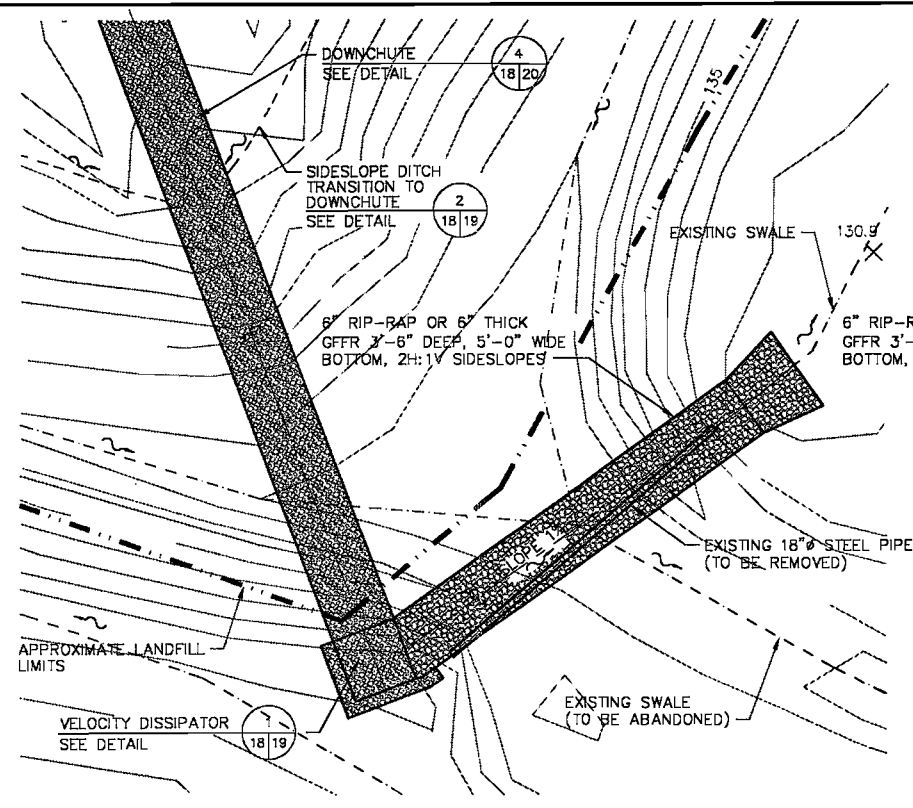 DOWNCHUTE
SEE DETAIL
4
18 20
135
SIDESLOPE DITCH
TRANSITION TO
DOWNCHUTE
SEE DETAIL
2
18 19
EXISTING SWALE
130.9
6" RIP-RAP OR 6" THICK
GFFR 3'-6" DEEP, 5'-0" WIDE
BOTTOM, 2H:1V SIDESLOPES
6" RIP-R
GFFR 3'-
BOTTOM,
EXISTING 18"Ø STEEL PIPE
(TO BE REMOVED)
APPROXIMATE LANDFILL
LIMITS
EXISTING SWALE
(TO BE ABANDONED)
VELOCITY DISSIPATOR
SEE DETAIL
1
18 19